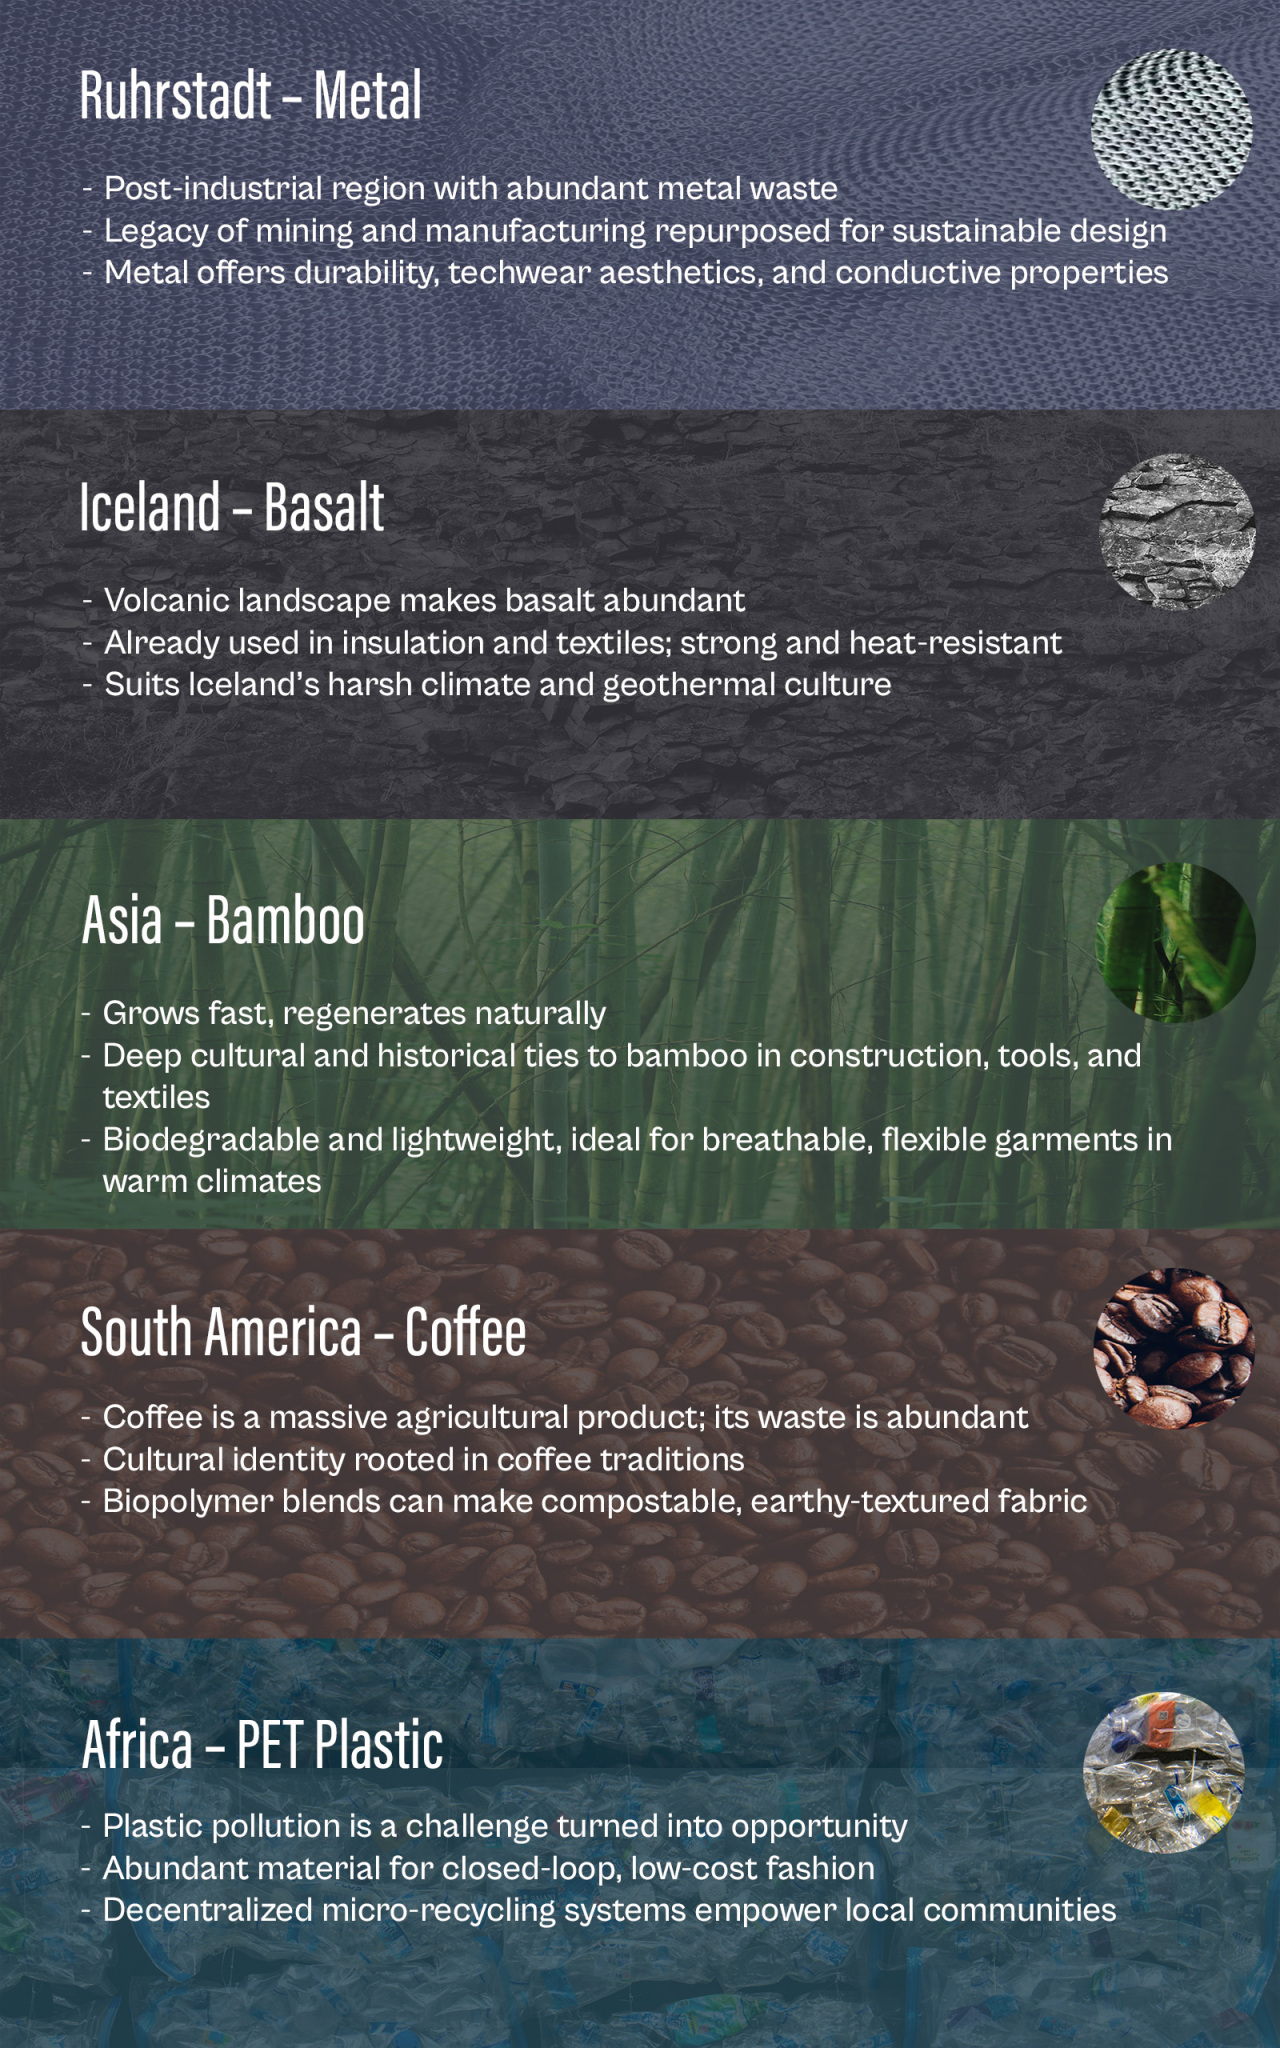 Ruhrstadt – Metal
- Post-industrial region with abundant metal waste
- Legacy of mining and manufacturing repurposed for sustainable design
- Metal offers durability, techwear aesthetics, and conductive properties
Iceland – Basalt
- Volcanic landscape makes basalt abundant
- Already used in insulation and textiles; strong and heat-resistant
- Suits Iceland’s harsh climate and geothermal culture
Asia – Bamboo
- Grows fast, regenerates naturally
- Deep cultural and historical ties to bamboo in construction, tools, and
textiles
- Biodegradable and lightweight, ideal for breathable, flexible garments in
warm climates
South America – Coffee
- Coffee is a massive agricultural product; its waste is abundant
- Cultural identity rooted in coffee traditions
- Biopolymer blends can make compostable, earthy-textured fabric
Africa – PET Plastic
- Plastic pollution is a challenge turned into opportunity
- Abundant material for closed-loop, low-cost fashion
- Decentralized micro-recycling systems empower local communities